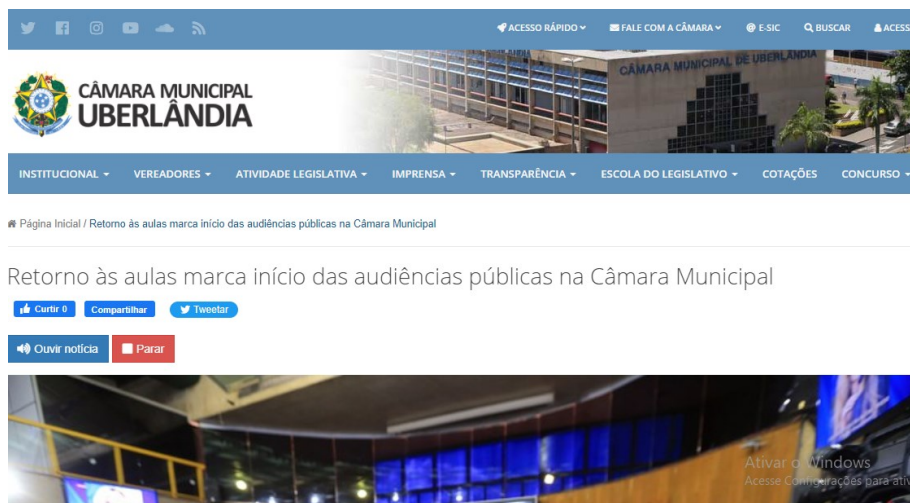 ACESSO RÁPIDO FALE COM A CÂMARA @ E-SIC BUSCAR ACESS
CÂMARA MUNICIPAL DE UBERLÂNDIA
CÂMARA MUNICIPAL
UBERLÂNDIA
INSTITUCIONAL VEREADORES ATIVIDADE LEGISLATIVA IMPRENSA TRANSPARÊNCIA ESCOLA DO LEGISLATIVO COTAÇÕES CONCURSO
Página Inicial / Retorno às aulas marca início das audiências públicas na Câmara Municipal
Retorno às aulas marca início das audiências públicas na Câmara Municipal
Curtir 0 Compartilhar Tweetar
Ouvir notícia Parar
Ativar o Windows
Acesse Configurações para ativ